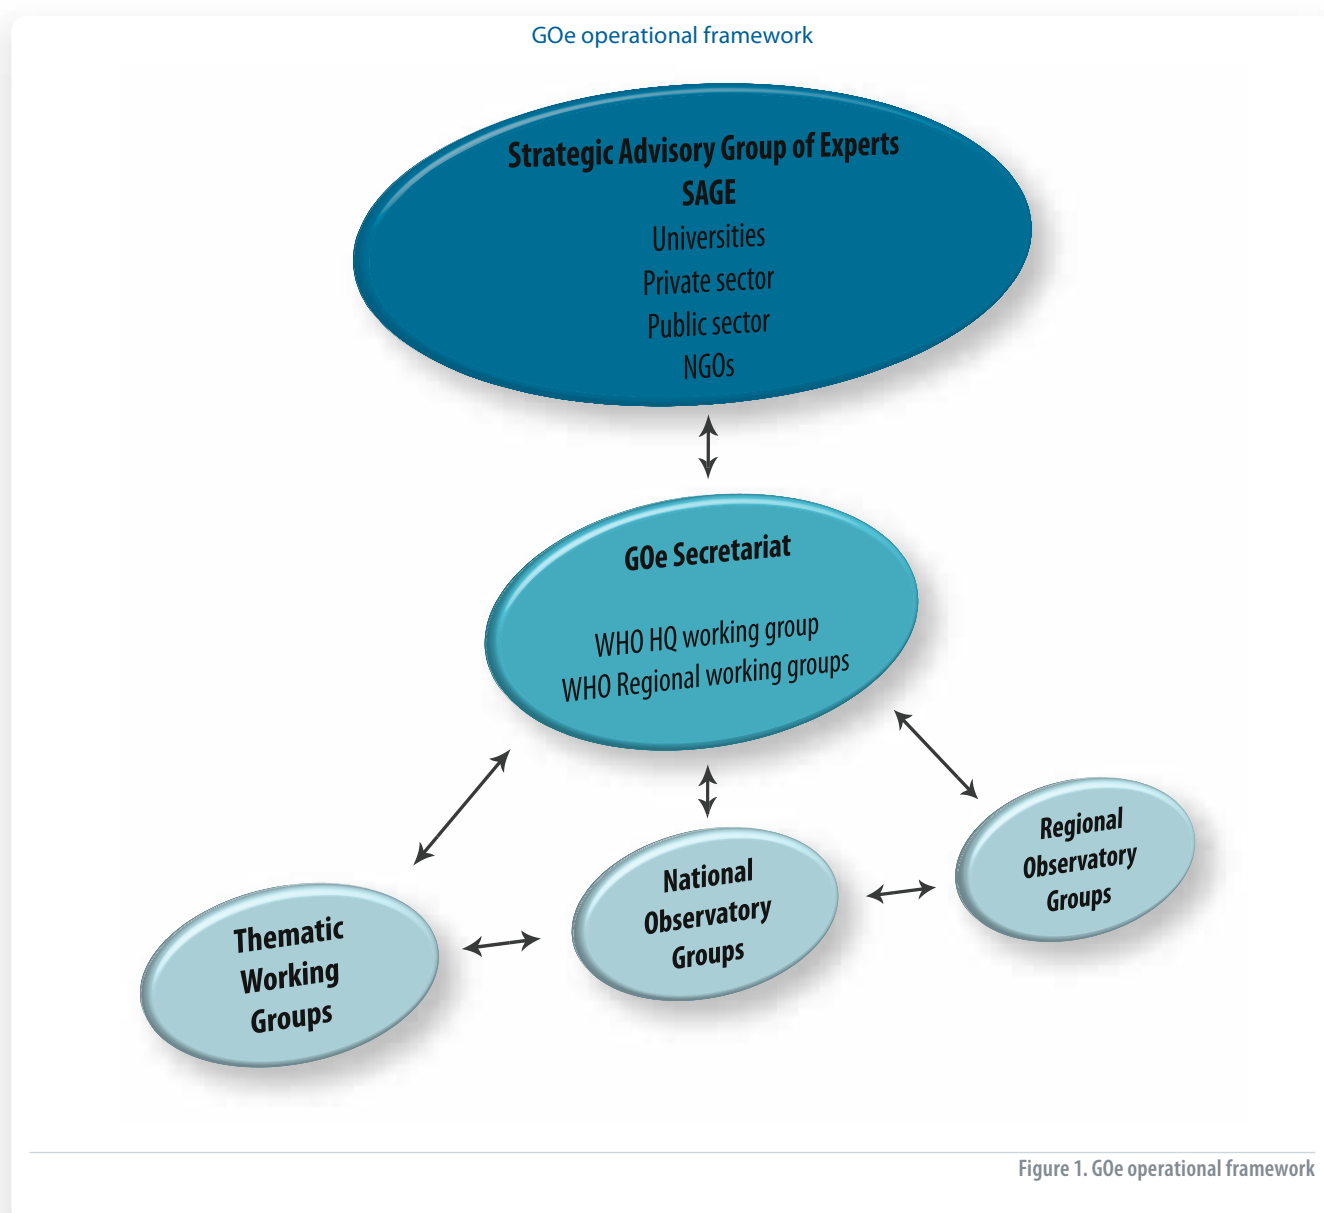 GOe operational framework
Strategic Advisory Group of Experts
SAGE
Universities
Private sector
Public sector
NGOs
GOe Secretariat
WHO HQ working group
WHO Regional working groups
Thematic
Working
Groups
National
Observatory
Groups
Regional
Observatory
Groups
Figure 1. GOe operational framework